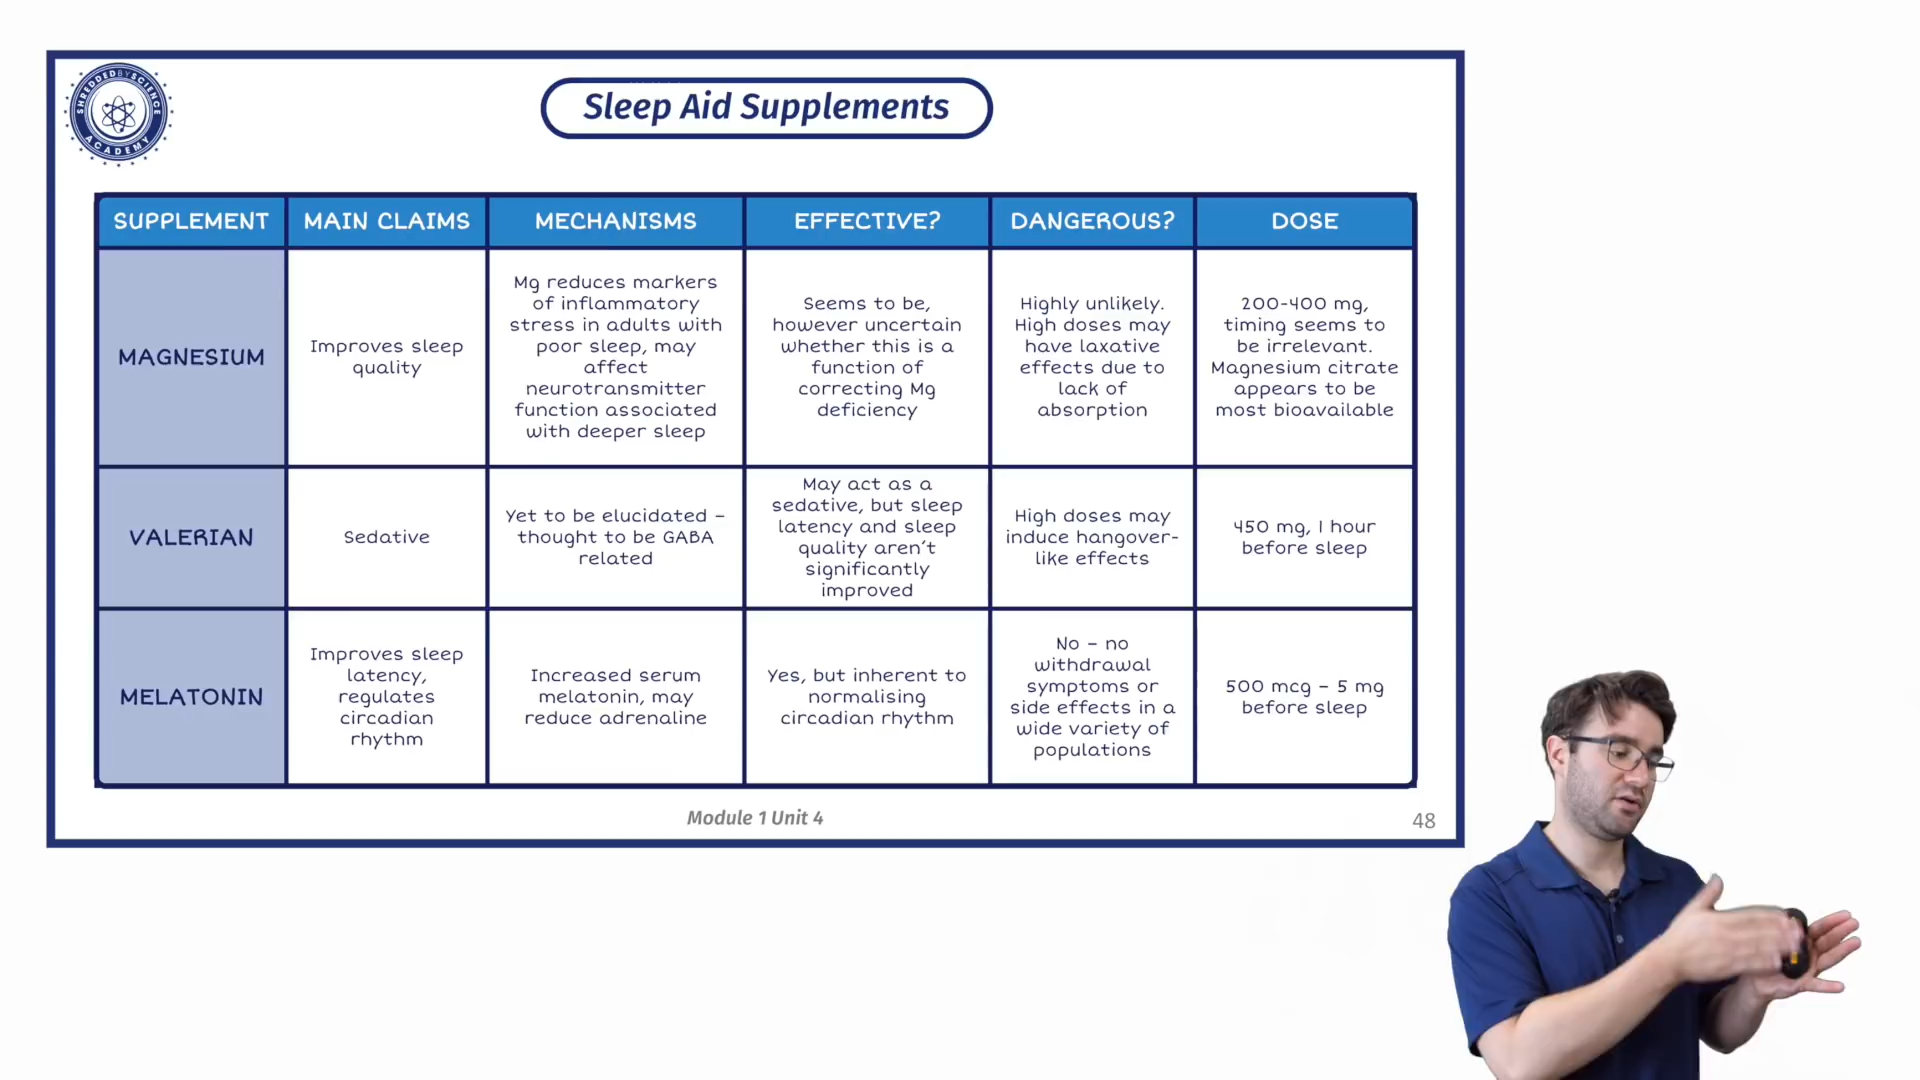 SHREDDEDBYSCIENCE
ACADEMY
Sleep Aid Supplements
SUPPLEMENT
MAIN CLAIMS
MECHANISMS
EFFECTIVE?
DANGEROUS?
DOSE
MAGNESIUM
Improves sleep
quality
Mg reduces markers
of inflammatory
stress in adults with
poor sleep, may
affect
neurotransmitter
function associated
with deeper sleep
Seems to be,
however uncertain
whether this is a
function of
correcting Mg
deficiency
Highly unlikely.
High doses may
have laxative
effects due to
lack of
absorption
200-400 mg,
timing seems to
be irrelevant.
Magnesium citrate
appears to be
most bioavailable
VALERIAN
Sedative
Yet to be elucidated –
thought to be GABA
related
May act as a
sedative, but sleep
latency and sleep
quality aren't
significantly
improved
High doses may
induce hangover-
like effects
450 mg, 1 hour
before sleep
MELATONIN
Improves sleep
latency,
regulates
circadian
rhythm
Increased serum
melatonin, may
reduce adrenaline
Yes, but inherent to
normalising
circadian rhythm
No – no
withdrawal
symptoms or
side effects in a
wide variety of
populations
500 mcg – 5 mg
before sleep
Module 1 Unit 4
48